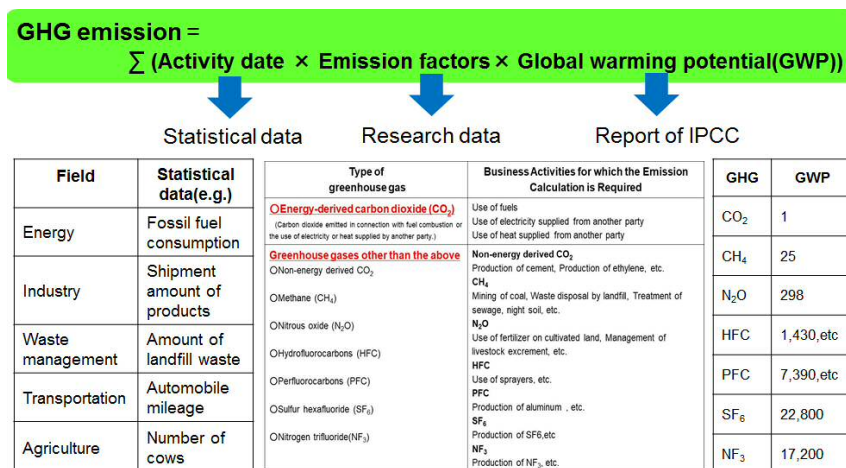 GHG emission =
∑ (Activity date × Emission factors × Global warming potential(GWP))
Statistical data
Research data
Report of IPCC
Field
Statistical
data(e.g.)
Energy
Fossil fuel
consumption
Industry
Shipment
amount of
products
Waste
management
Amount of
landfill waste
Transportation
Automobile
mileage
Agriculture
Number of
cows
Type of
greenhouse gas
Business Activities for which the Emission
Calculation is Required
○Energy-derived carbon dioxide (CO₂)
(Carbon dioxide emitted in connection with fuel combustion or
the use of electricity or heat supplied by another party.)
Use of fuels
Use of electricity supplied from another party
Use of heat supplied from another party
Greenhouse gases other than the above
○Non-energy derived CO₂
○Methane (CH₄)
○Nitrous oxide (N₂O)
○Hydrofluorocarbons (HFC)
○Perfluorocarbons (PFC)
○Sulfur hexafluoride (SF₆)
○Nitrogen trifluoride(NF₃)
Non-energy derived CO₂
Production of cement, Production of ethylene, etc.
CH₄
Mining of coal, Waste disposal by landfill, Treatment of
sewage, night soil, etc.
N₂O
Use of fertilizer on cultivated land, Management of
livestock excrement, etc.
HFC
Use of sprayers, etc.
PFC
Production of aluminum , etc.
SF₆
Production of SF6,etc
NF₃
Production of NF₃, etc.
GHG
GWP
CO₂
1
CH₄
25
N₂O
298
HFC
1,430,etc
PFC
7,390,etc
SF₆
22,800
NF₃
17,200